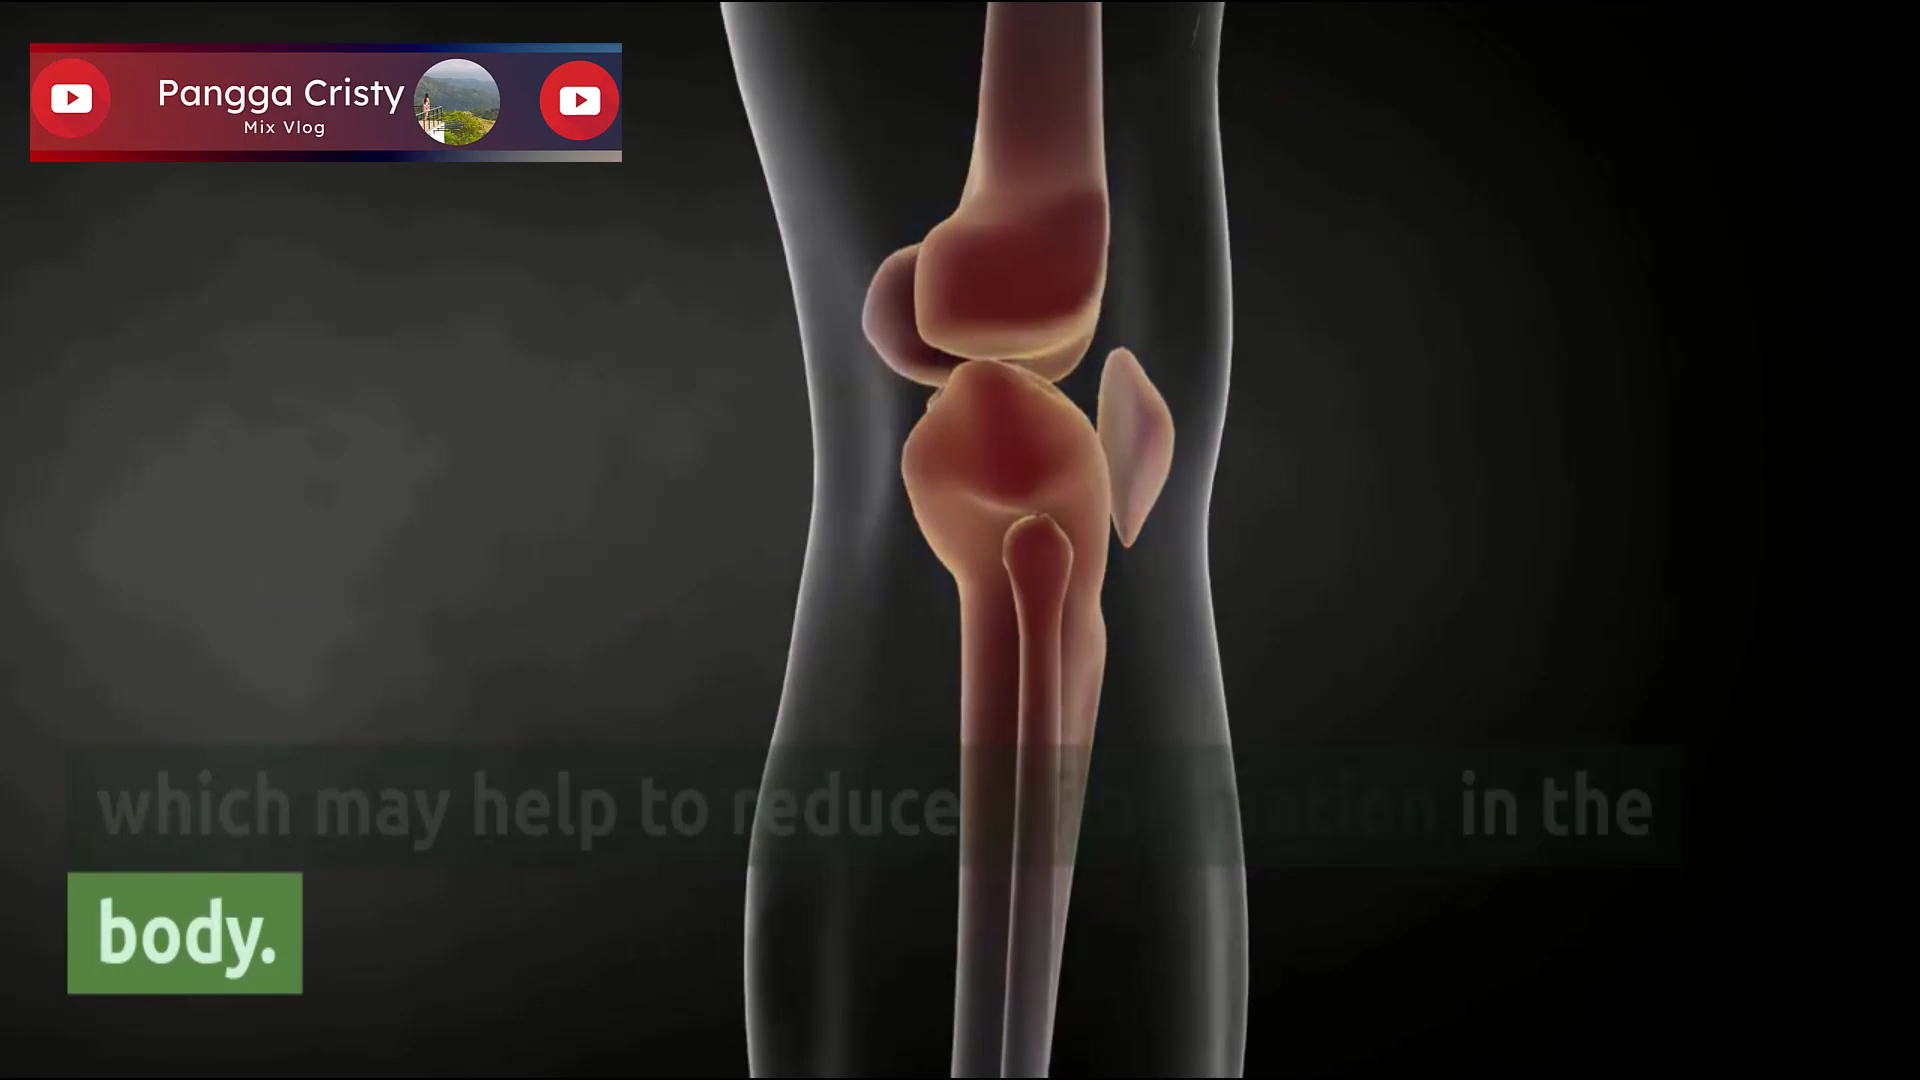 Pangga Cristy
Mix Vlog
which may help to reduce in the
body.